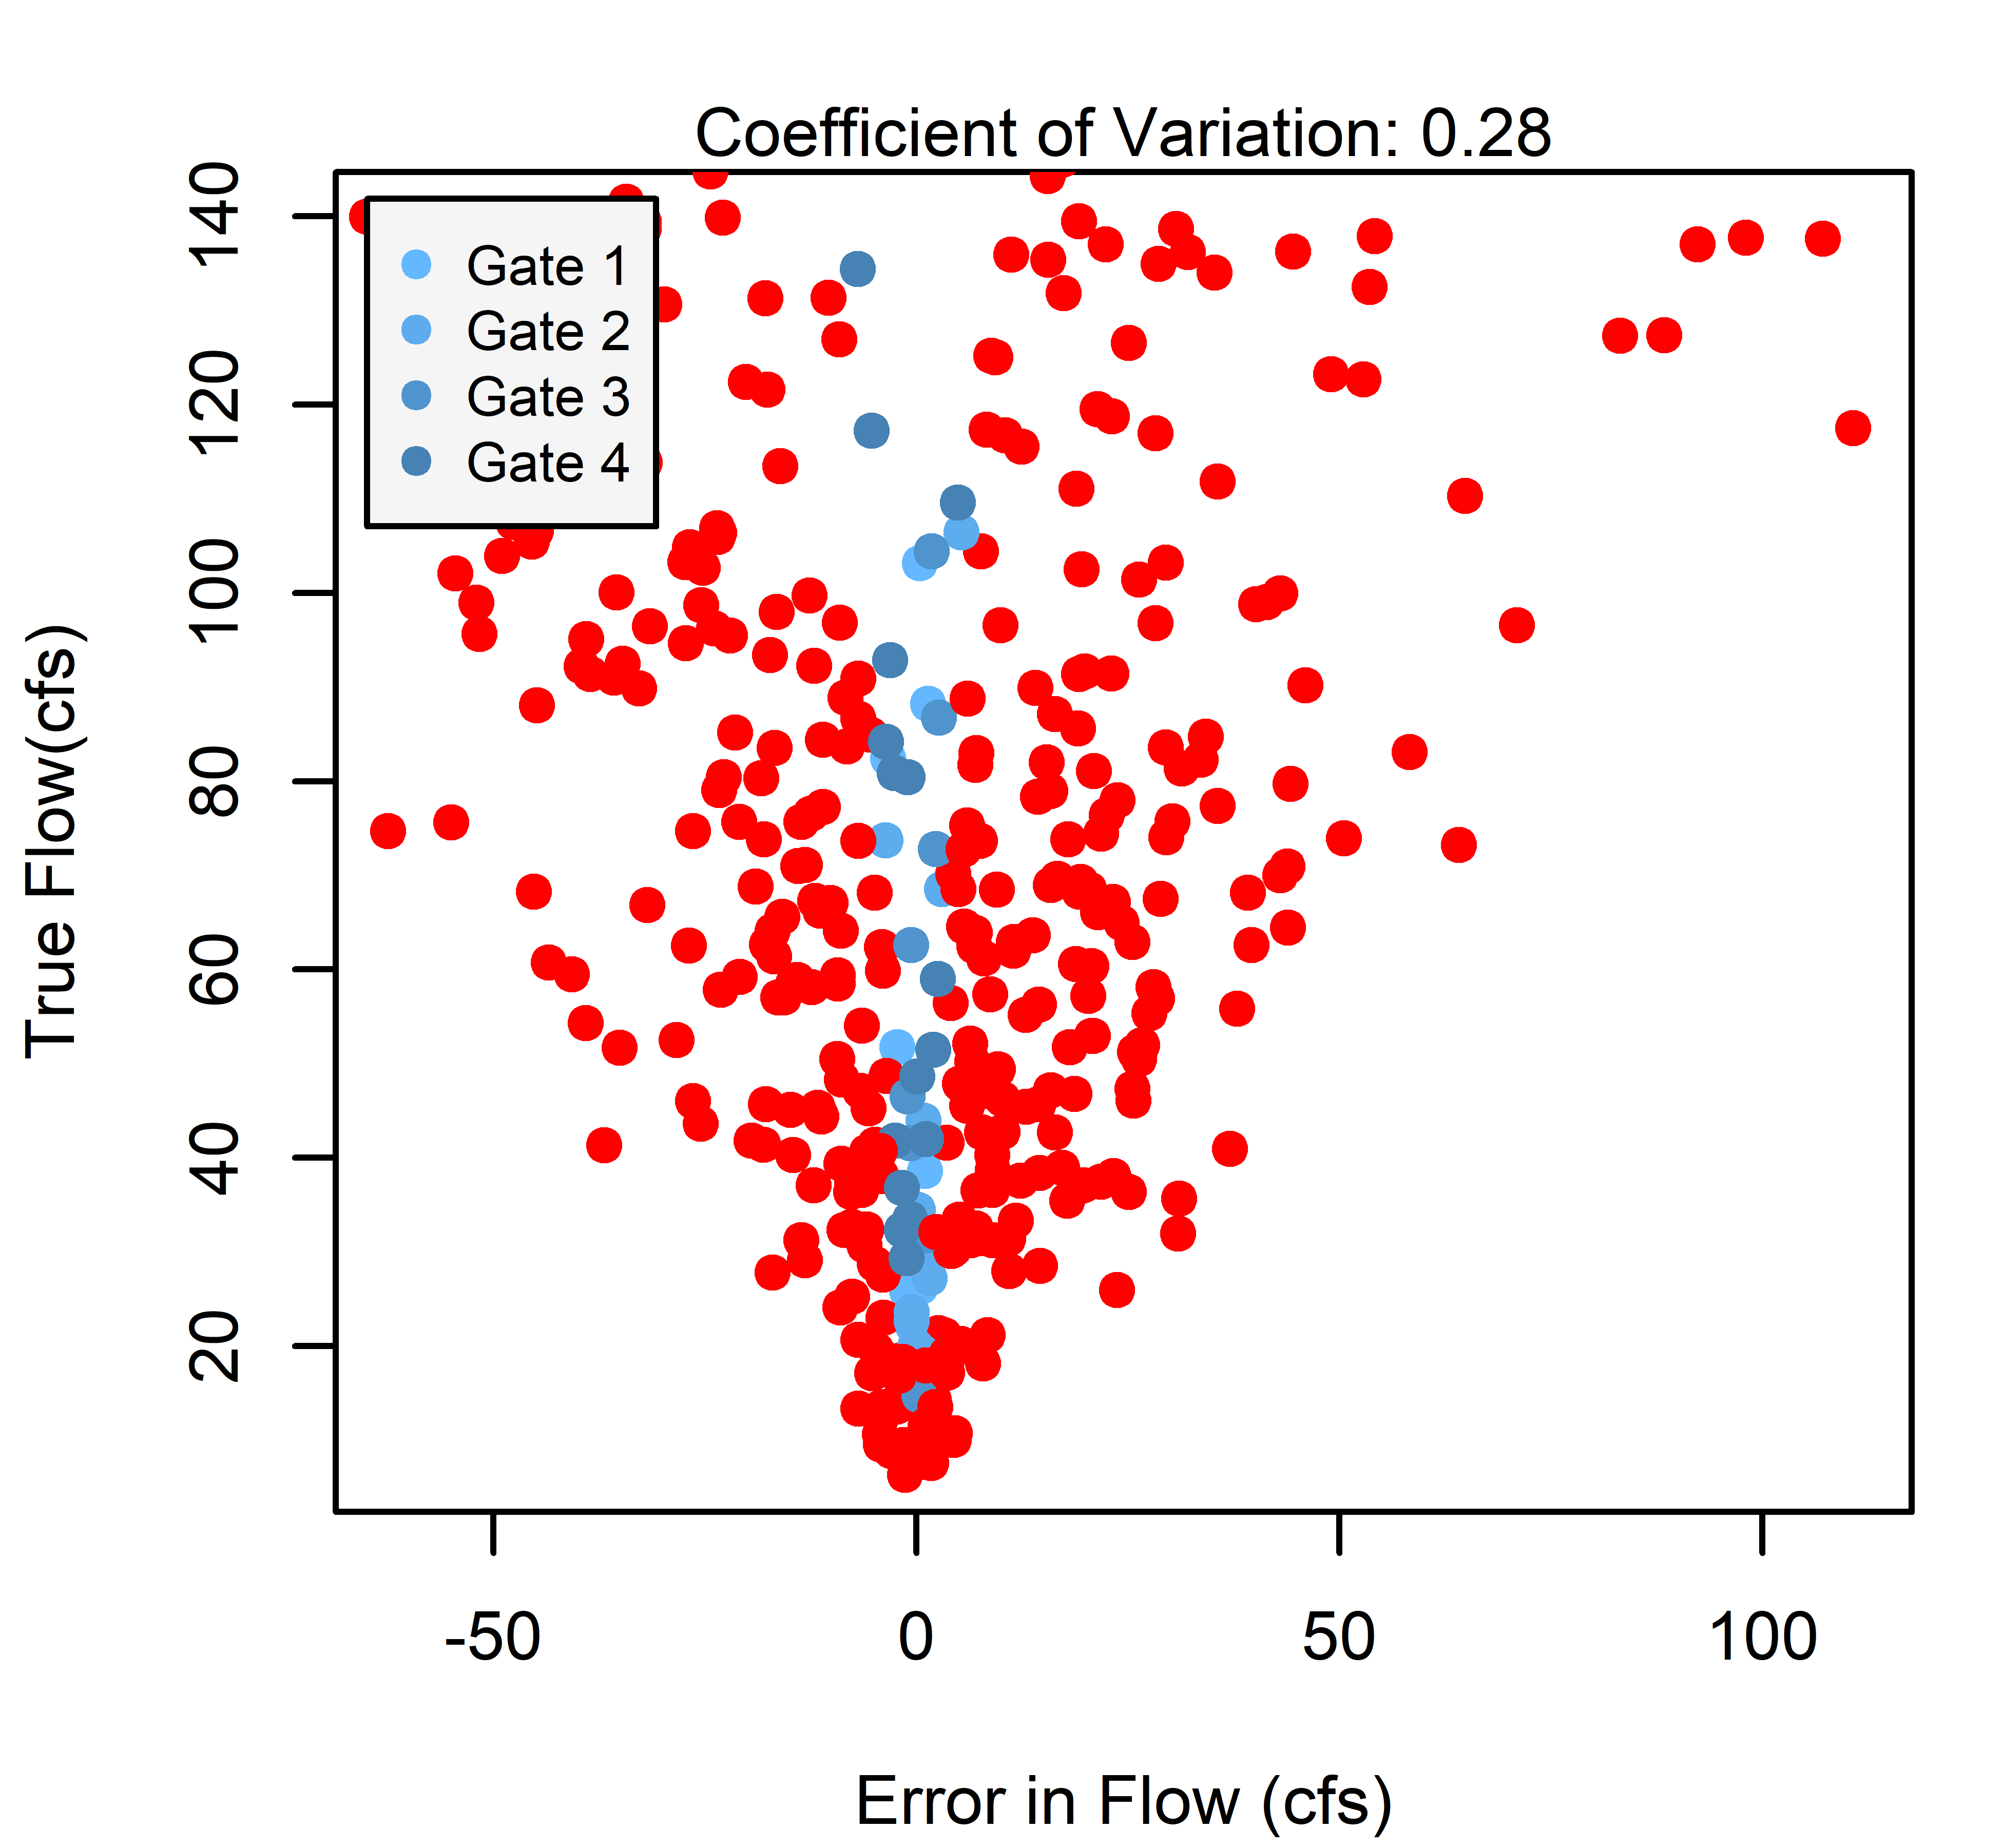 Coefficient of Variation: 0.28
Gate 1
Gate 2
Gate 3
Gate 4
True Flow(cfs)
140
120
100
80
60
40
20
-50 0 50 100
Error in Flow (cfs)